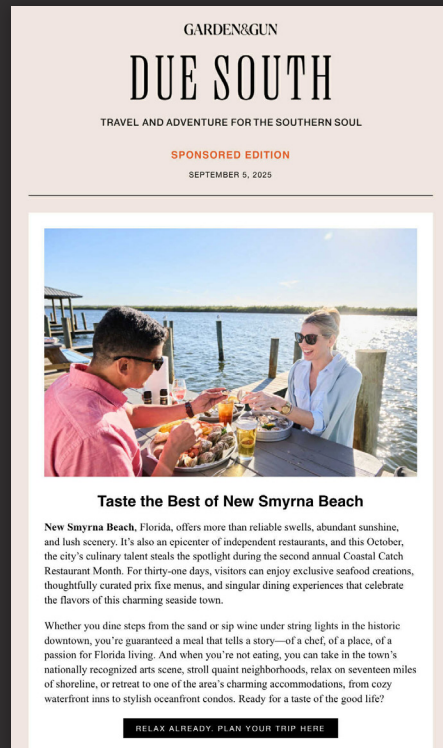 GARDEN&GUN
DUE SOUTH
TRAVEL AND ADVENTURE FOR THE SOUTHERN SOUL
SPONSORED EDITION
SEPTEMBER 5, 2025
Taste the Best of New Smyrna Beach
New Smyrna Beach, Florida, offers more than reliable swells, abundant sunshine,
and lush scenery. It’s also an epicenter of independent restaurants, and this October,
the city’s culinary talent steals the spotlight during the second annual Coastal Catch
Restaurant Month. For thirty-one days, visitors can enjoy exclusive seafood creations,
thoughtfully curated prix fixe menus, and singular dining experiences that celebrate
the flavors of this charming seaside town.
Whether you dine steps from the sand or sip wine under string lights in the historic
downtown, you’re guaranteed a meal that tells a story—of a chef, of a place, of a
passion for Florida living. And when you’re not eating, you can take in the town’s
nationally recognized arts scene, stroll quaint neighborhoods, relax on seventeen miles
of shoreline, or retreat to one of the area’s charming accommodations, from cozy
waterfront inns to stylish oceanfront condos. Ready for a taste of the good life?
RELAX ALREADY. PLAN YOUR TRIP HERE